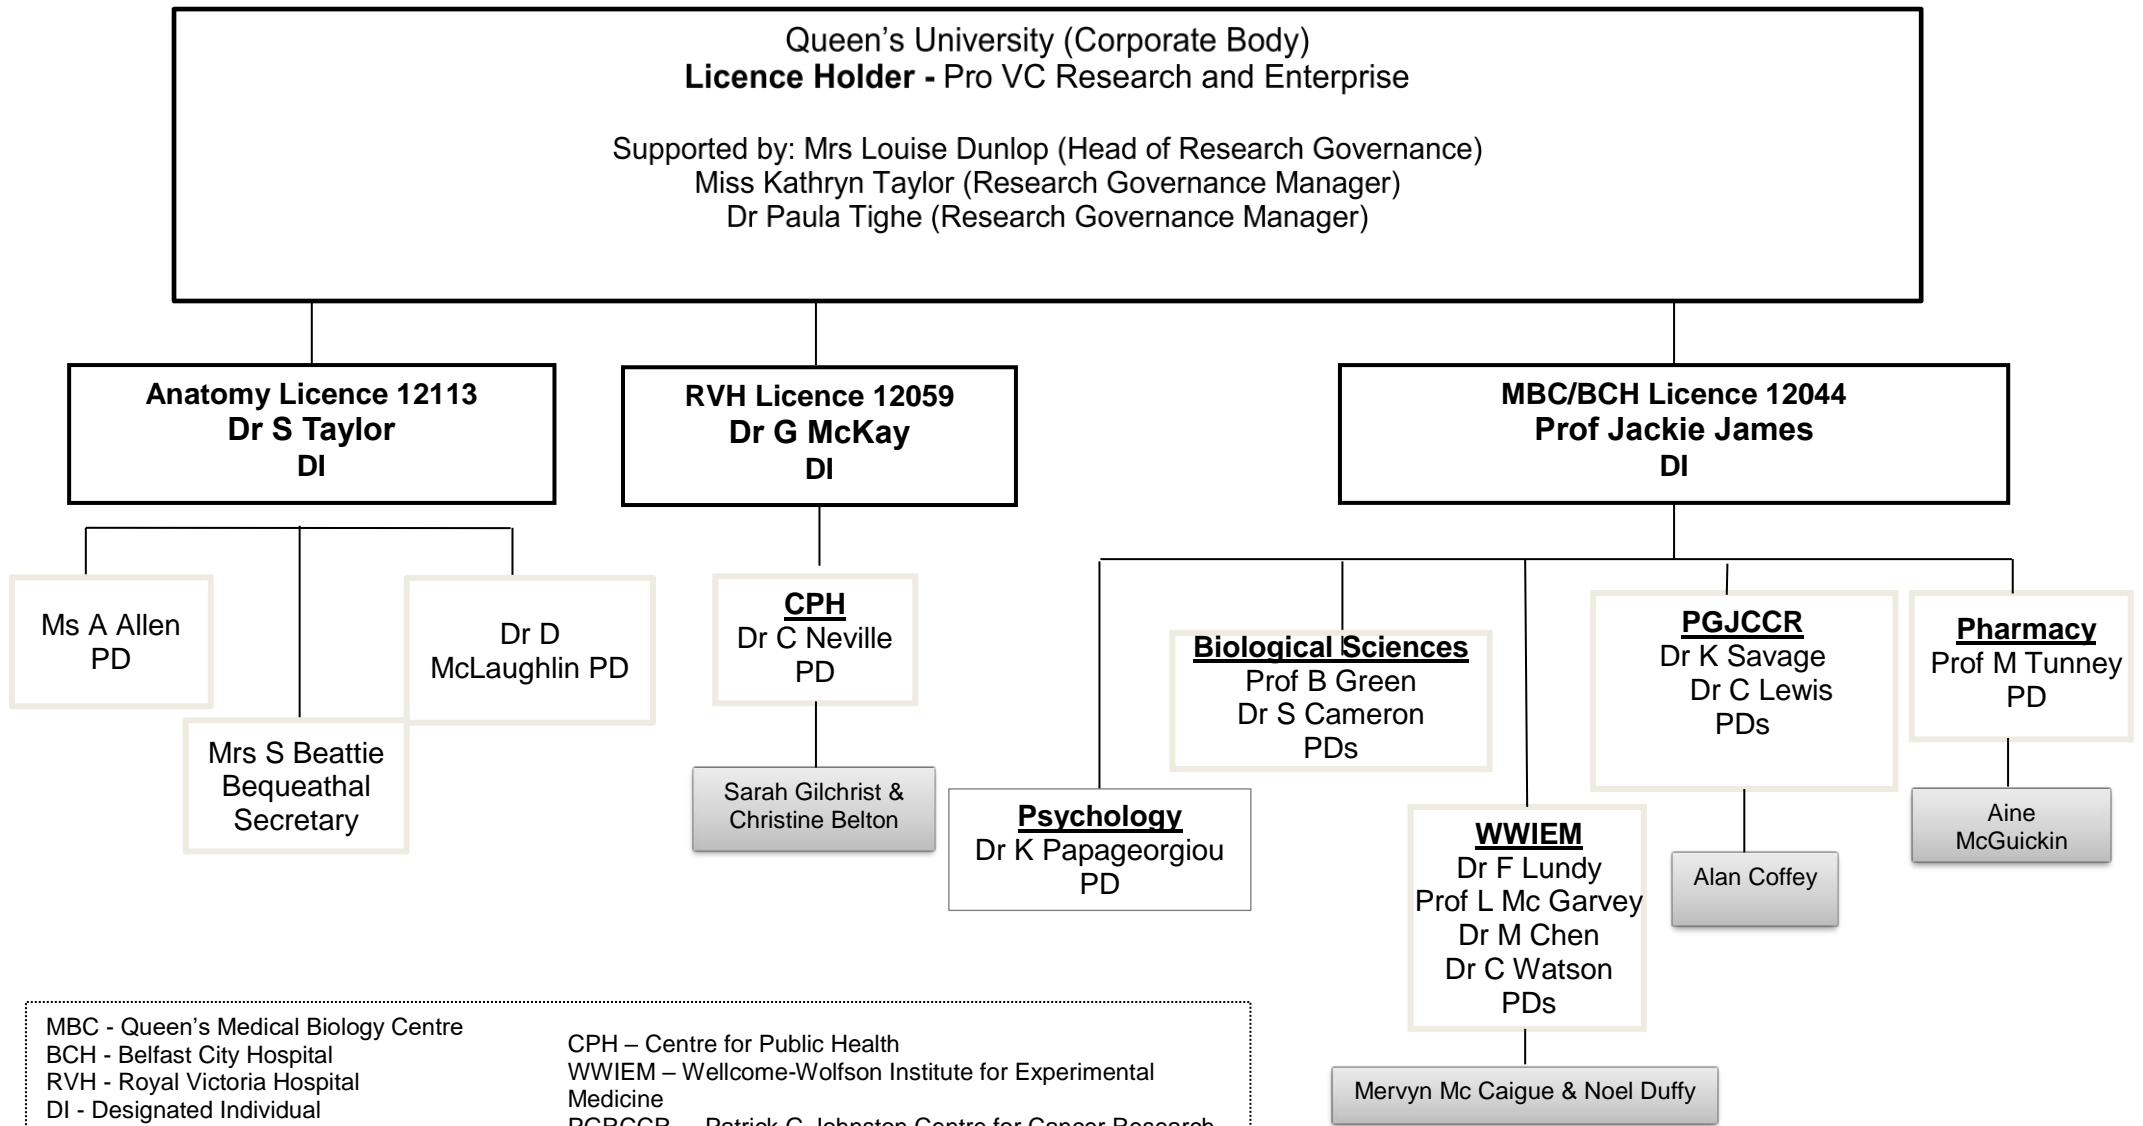 Queen’s University (Corporate Body)
Licence Holder - Pro VC Research and Enterprise
Supported by: Mrs Louise Dunlop (Head of Research Governance)
Miss Kathryn Taylor (Research Governance Manager)
Dr Paula Tighe (Research Governance Manager)
Anatomy Licence 12113
Dr S Taylor
DI
RVH Licence 12059
Dr G McKay
DI
MBC/BCH Licence 12044
Prof Jackie James
DI
Ms A Allen
PD
Mrs S Beattie
Bequeathal
Secretary
Dr D
McLaughlin PD
CPH
Dr C Neville
PD
Sarah Gilchrist &
Christine Belton
Psychology
Dr K Papageorgiou
PD
Biological Sciences
Prof B Green
Dr S Cameron
PDs
WWIEM
Dr F Lundy
Prof L Mc Garvey
Dr M Chen
Dr C Watson
PDs
Mervyn Mc Caigue & Noel Duffy
PGJCCR
Dr K Savage
Dr C Lewis
PDs
Alan Coffey
Pharmacy
Prof M Tunney
PD
Aine
McGuickin
MBC - Queen’s Medical Biology Centre
BCH - Belfast City Hospital
RVH - Royal Victoria Hospital
DI - Designated Individual
CPH – Centre for Public Health
WWIEM – Wellcome-Wolfson Institute for Experimental
Medicine
Patrick G Johnston Centre for Cancer Research